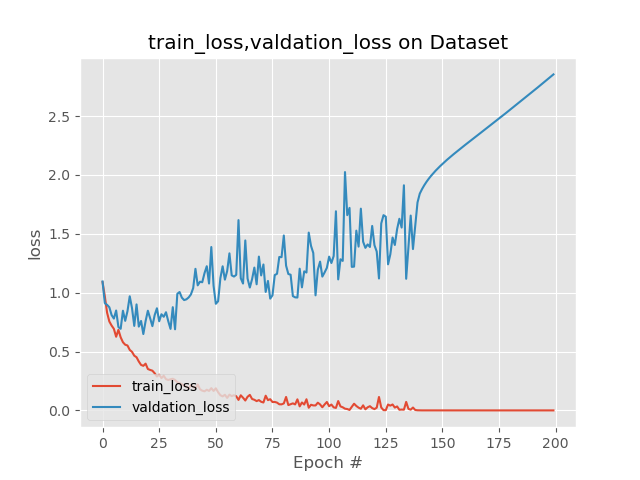 train_loss,valdation_loss on Dataset
2.5
2.0
1.5
1.0
0.5
0.0
loss
train_loss
valdation_loss
0 25 50 75 100 125 150 175 200
Epoch #